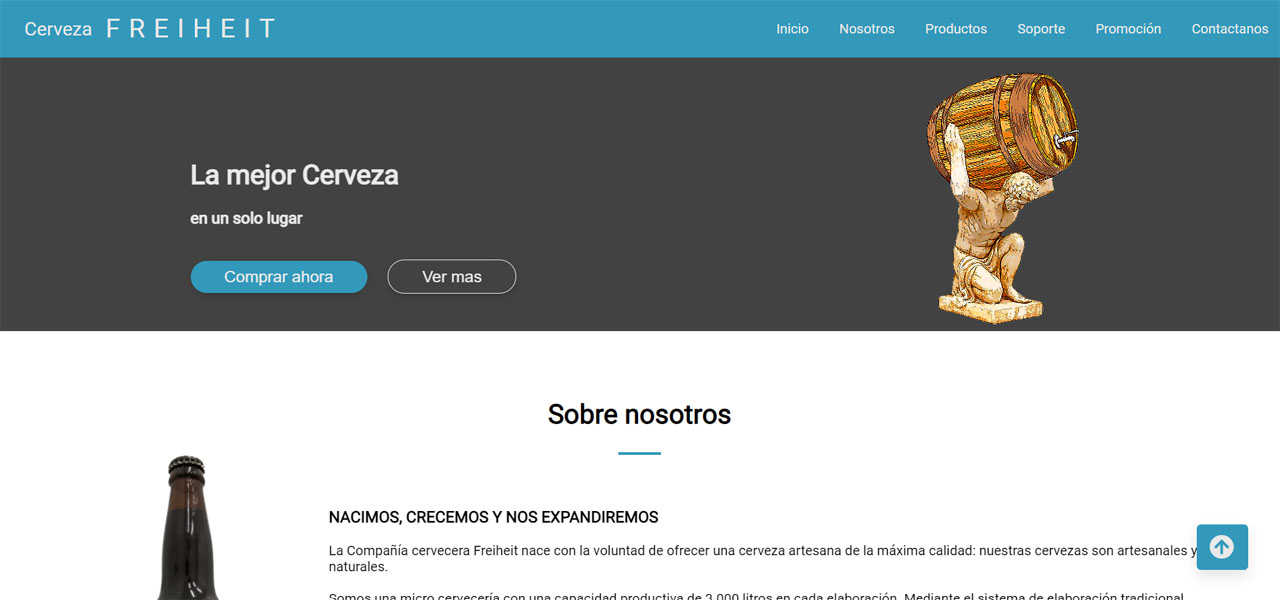 Cerveza FREIHEIT
Inicio Nosotros Productos Soporte Promoción Contactanos
La mejor Cerveza
en un solo lugar
Comprar ahora Ver mas
Sobre nosotros
NACIMOS, CRECEMOS Y NOS EXPANDIREMOS
La Compañía cervecera Freiheit nace con la voluntad de ofrecer una cerveza artesana de la máxima calidad: nuestras cervezas son artesanales y
naturales.
Somos una micro cervecería con una capacidad productiva de 3.000 litros en cada elaboración. Mediante el sistema de elaboración tradicional